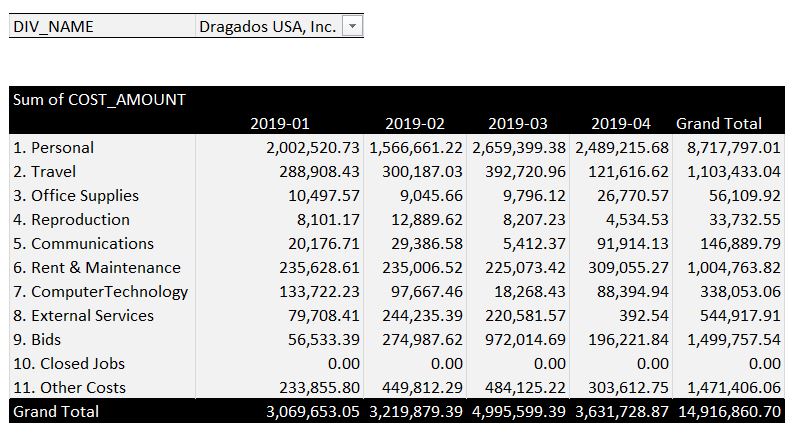 DIV_NAME Dragados USA, Inc.
Sum of COST_AMOUNT
2019-01 2019-02 2019-03 2019-04 Grand Total
1. Personal 2,002,520.73 1,566,661.22 2,659,399.38 2,489,215.68 8,717,797.01
2. Travel 288,908.43 300,187.03 392,720.96 121,616.62 1,103,433.04
3. Office Supplies 10,497.57 9,045.66 9,796.12 26,770.57 56,109.92
4. Reproduction 8,101.17 12,889.62 8,207.23 4,534.53 33,732.55
5. Communications 20,176.71 29,386.58 5,412.37 91,914.13 146,889.79
6. Rent & Maintenance 235,628.61 235,006.52 225,073.42 309,055.27 1,004,763.82
7. ComputerTechnology 133,722.23 97,667.46 18,268.43 88,394.94 338,053.06
8. External Services 79,708.41 244,235.39 220,581.57 392.54 544,917.91
9. Bids 56,533.39 274,987.62 972,014.69 196,221.84 1,499,757.54
10. Closed Jobs 0.00 0.00 0.00 0.00 0.00
11. Other Costs 233,855.80 449,812.29 484,125.22 303,612.75 1,471,406.06
Grand Total 3,069,653.05 3,219,879.39 4,995,599.39 3,631,728.87 14,916,860.70